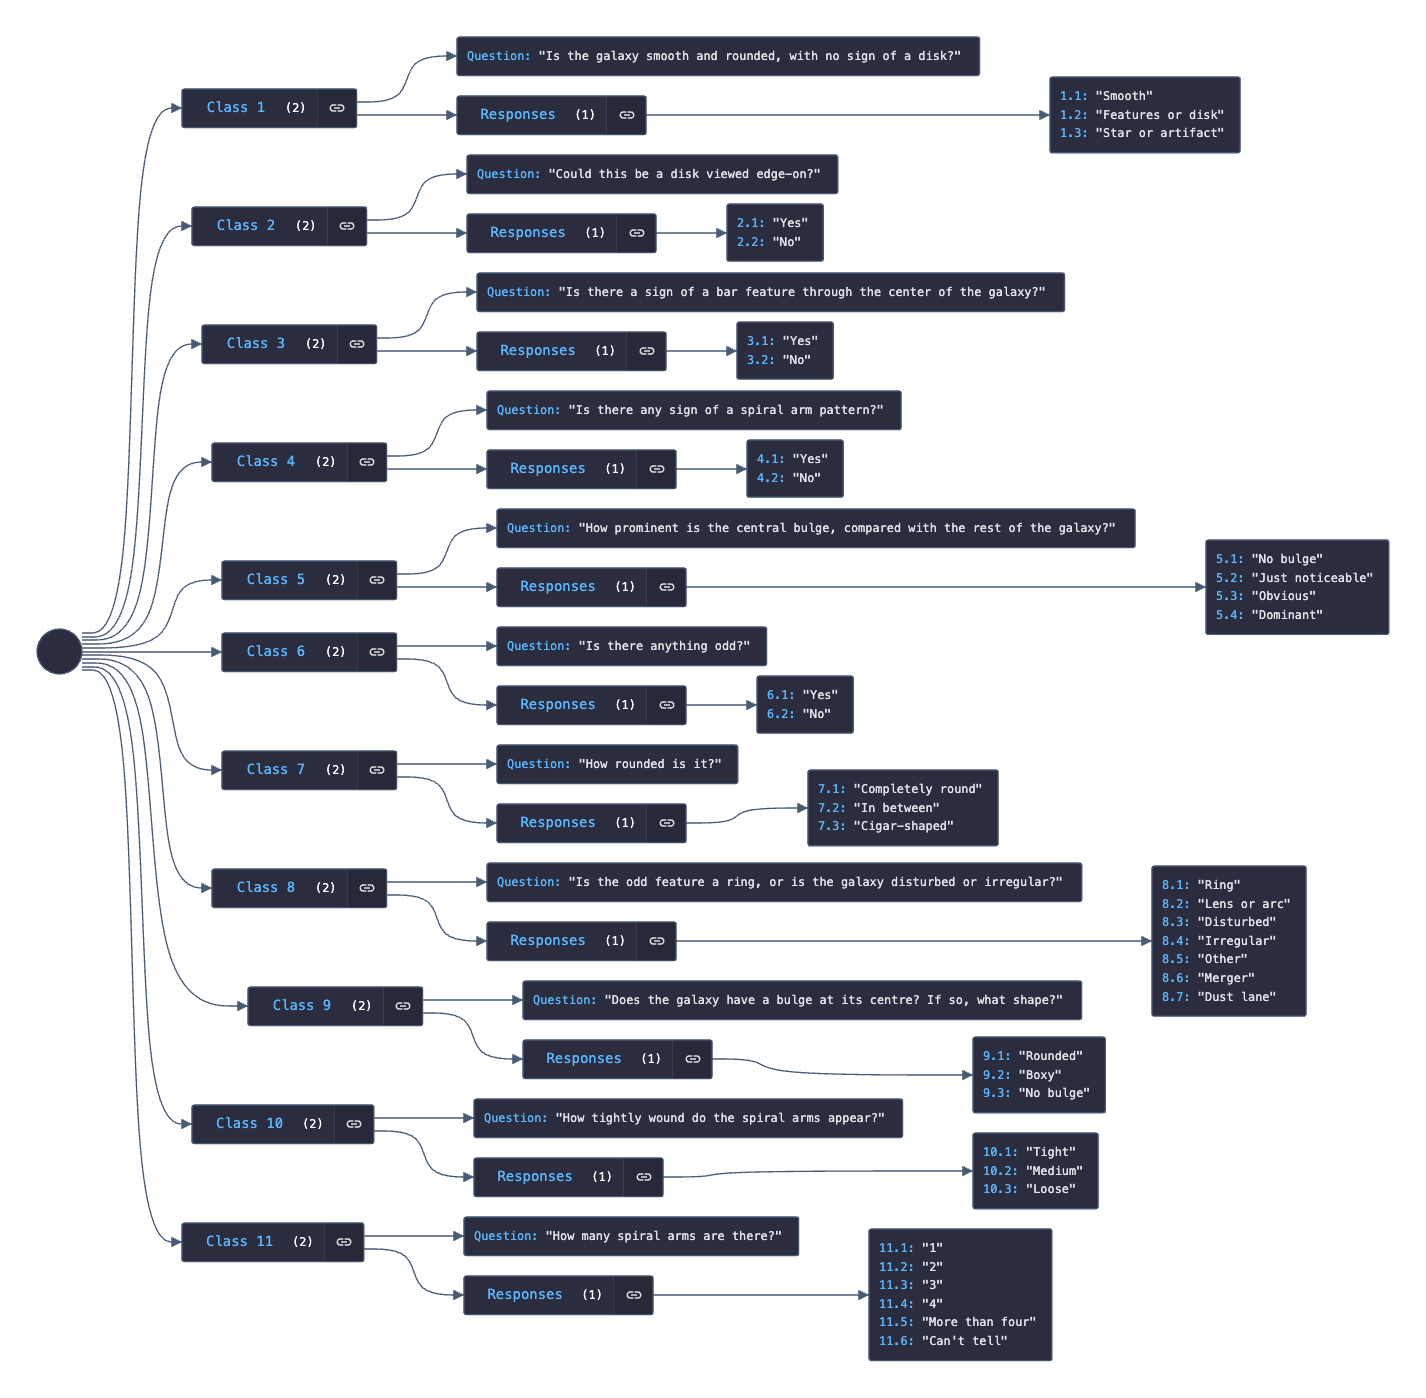 Question: "Is the galaxy smooth and rounded, with no sign of a disk?"
Class 1 (2)
Responses (1)
1.1: "Smooth"
1.2: "Features or disk"
1.3: "Star or artifact"
Question: "Could this be a disk viewed edge-on?"
Class 2 (2)
Responses (1)
2.1: "Yes"
2.2: "No"
Question: "Is there a sign of a bar feature through the center of the galaxy?"
Class 3 (2)
Responses (1)
3.1: "Yes"
3.2: "No"
Question: "Is there any sign of a spiral arm pattern?"
Class 4 (2)
Responses (1)
4.1: "Yes"
4.2: "No"
Question: "How prominent is the central bulge, compared with the rest of the galaxy?"
Class 5 (2)
Responses (1)
5.1: "No bulge"
5.2: "Just noticeable"
5.3: "Obvious"
5.4: "Dominant"
Class 6 (2)
Question: "Is there anything odd?"
Responses (1)
6.1: "Yes"
6.2: "No"
Class 7 (2)
Question: "How rounded is it?"
Responses (1)
7.1: "Completely round"
7.2: "In between"
7.3: "Cigar-shaped"
Class 8 (2)
Question: "Is the odd feature a ring, or is the galaxy disturbed or irregular?"
Responses (1)
8.1: "Ring"
8.2: "Lens or arc"
8.3: "Disturbed"
8.4: "Irregular"
8.5: "Other"
8.6: "Merger"
8.7: "Dust lane"
Class 9 (2)
Question: "Does the galaxy have a bulge at its centre? If so, what shape?"
Responses (1)
9.1: "Rounded"
9.2: "Boxy"
9.3: "No bulge"
Class 10 (2)
Question: "How tightly wound do the spiral arms appear?"
Responses (1)
10.1: "Tight"
10.2: "Medium"
10.3: "Loose"
Class 11 (2)
Question: "How many spiral arms are there?"
Responses (1)
11.1: "1"
11.2: "2"
11.3: "3"
11.4: "4"
11.5: "More than four"
11.6: "Can't tell"